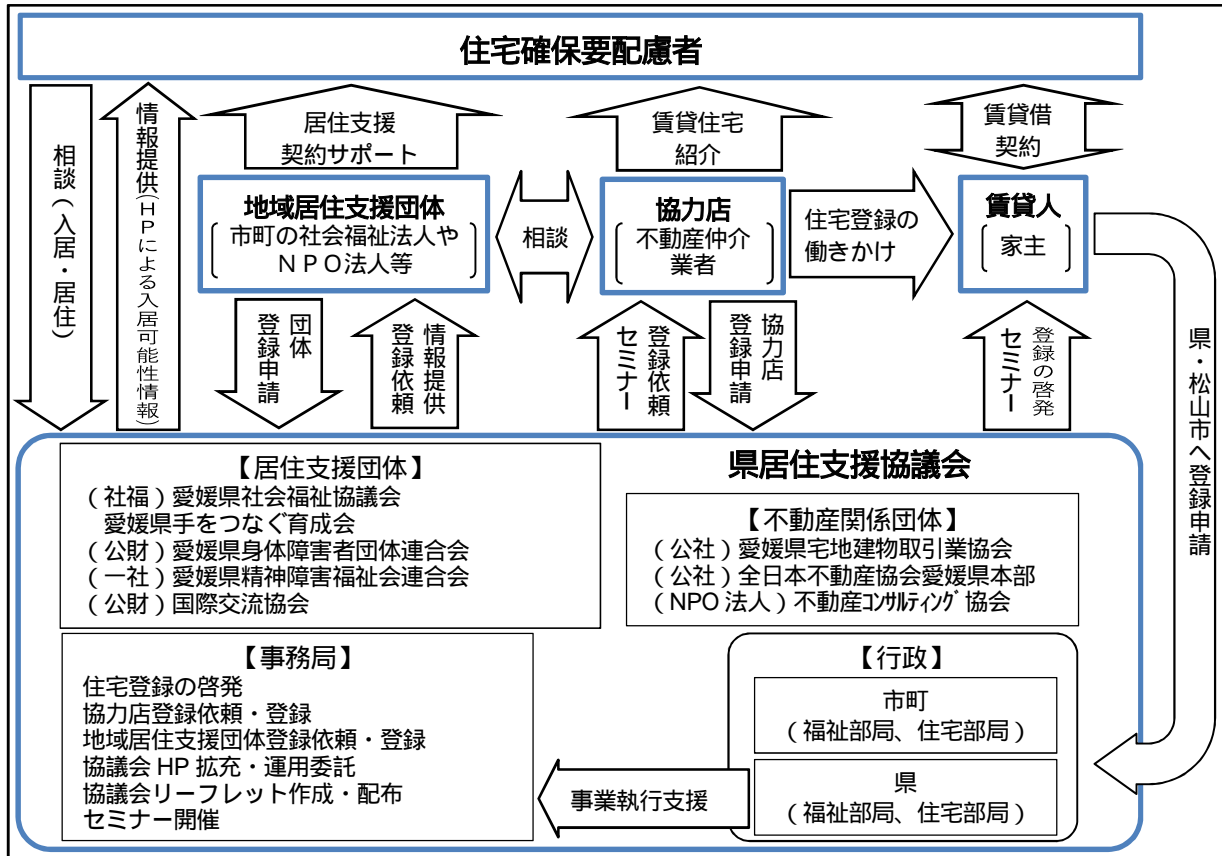 住宅確保要配慮者
相談(入居・居住)
情報提供(HPによる入居可能性情報)
居住支援
契約サポート
賃貸住宅
紹介
賃貸借
契約
地域居住支援団体
市町の社会福祉法人や
NPO法人等
相談
協力店
不動産仲介
業者
住宅登録の
働きかけ
賃貸人
家主
団体
登録申請
情報提供
登録依頼
登録依頼
セミナー
協力店
登録申請
登録の啓発
セミナー
県・松山市へ登録申請
県居住支援協議会
【居住支援団体】
(社福)愛媛県社会福祉協議会
愛媛県手をつなぐ育成会
(公財)愛媛県身体障害者団体連合会
(一社)愛媛県精神障害福祉会連合会
(公財)国際交流協会
【不動産関係団体】
(公社)愛媛県宅地建物取引業協会
(公社)全日本不動産協会愛媛県本部
(NPO法人)不動産コンサルティング協会
【事務局】
住宅登録の啓発
協力店登録依頼・登録
地域居住支援団体登録依頼・登録
協議会HP拡充・運用委託
協議会リーフレット作成・配布
セミナー開催
事業執行支援
【行政】
市町
(福祉部局、住宅部局)
県
(福祉部局、住宅部局)